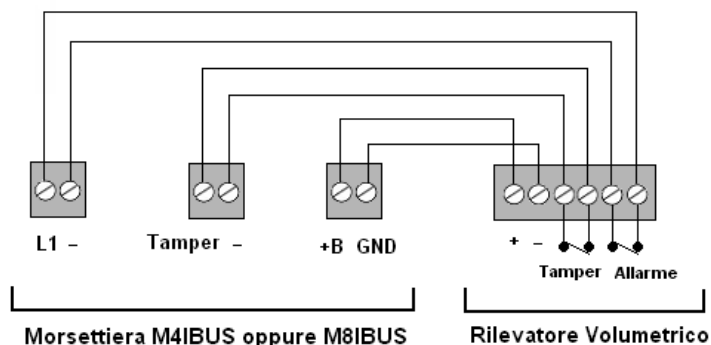 L1 – Tamper – +B GND + –
Tamper Allarme
Morsettiera M4IBUS oppure M8IBUS Rilevatore Volumetrico